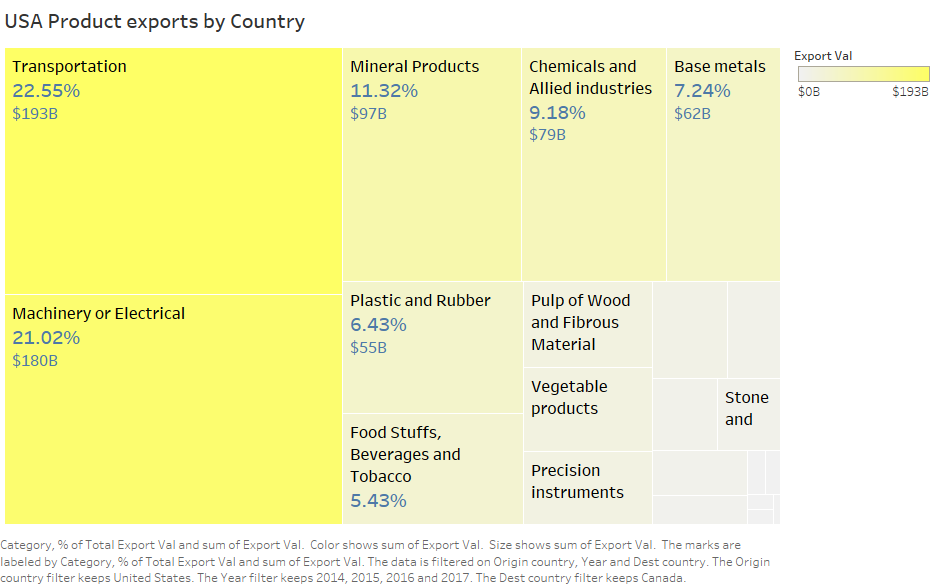 USA Product exports by Country
Transportation
22.55%
$193B
Machinery or Electrical
21.02%
$180B
Mineral Products
11.32%
$97B
Chemicals and
Allied industries
9.18%
$79B
Base metals
7.24%
$62B
Plastic and Rubber
6.43%
$55B
Food Stuffs,
Beverages and
Tobacco
5.43%
Pulp of Wood
and Fibrous
Material
Vegetable
products
Precision
instruments
Stone
and
Export Val
$0B $193B
Category, % of Total Export Val and sum of Export Val.  Color shows sum of Export Val.  Size shows sum of Export Val.  The marks are
labeled by Category, % of Total Export Val and sum of Export Val. The data is filtered on Origin country, Year and Dest country. The Origin
country filter keeps United States. The Year filter keeps 2014, 2015, 2016 and 2017. The Dest country filter keeps Canada.